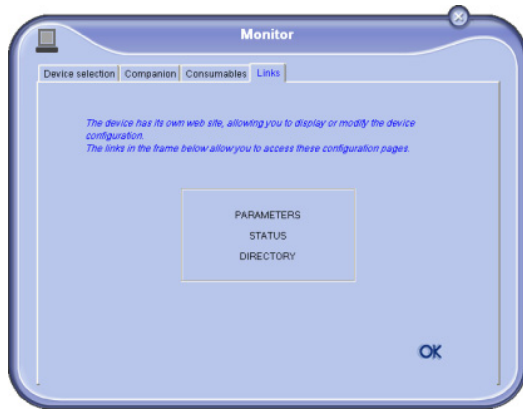 Monitor
Device selection Companion Consumables Links
The device has its own web site, allowing you to display or modify the device
configuration.
The links in the frame below allow you to access these configuration pages.
PARAMETERS
STATUS
DIRECTORY
OK